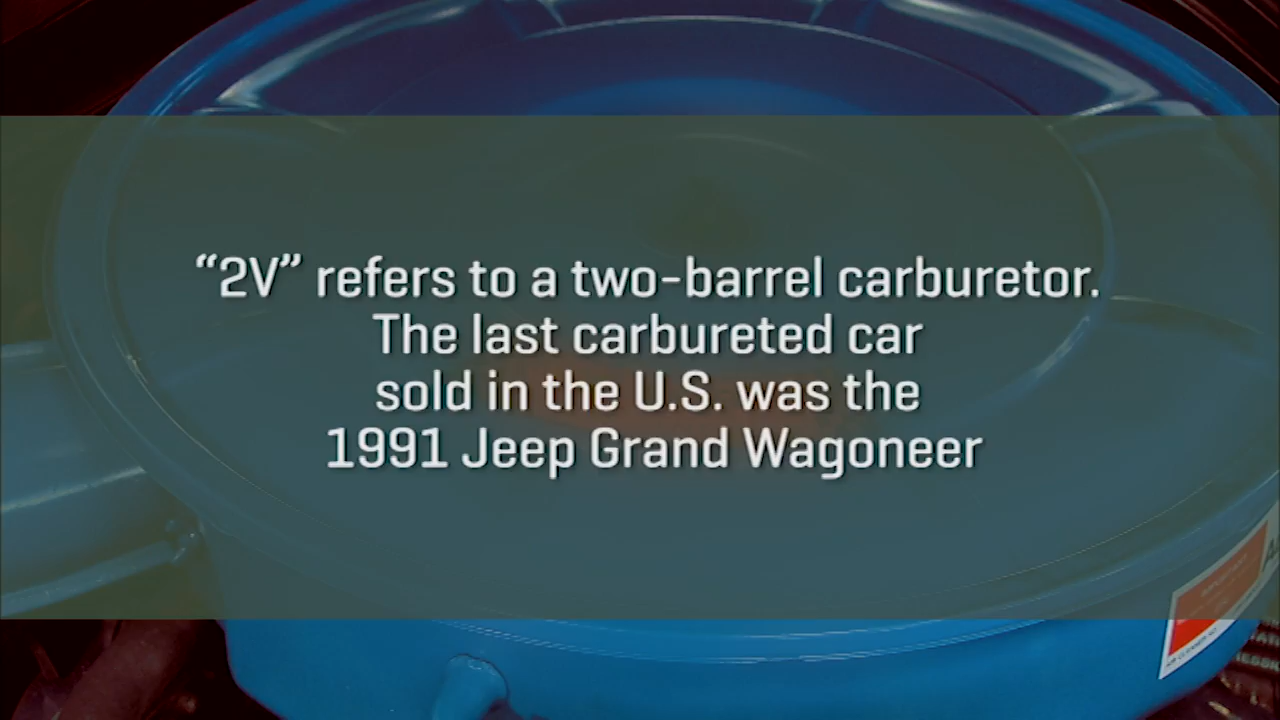 “2V” refers to a two-barrel carburetor.
The last carbureted car
sold in the U.S. was the
1991 Jeep Grand Wagoneer